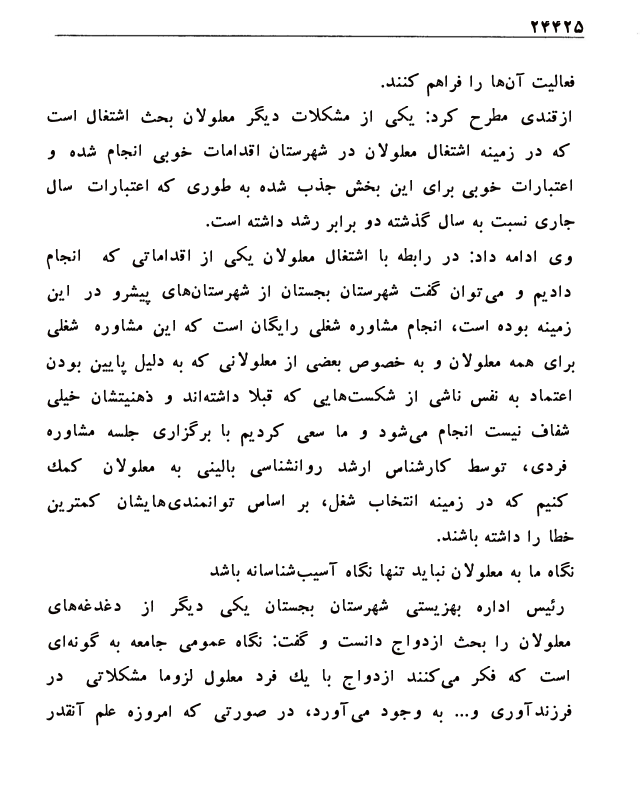 ۲۴۴۲۵
فعالیت آن‌ها را فراهم کنند.
ازقندی مطرح کرد: یکی از مشکلات دیگر معلولان بحث اشتغال است
که در زمینه اشتغال معلولان در شهرستان اقدامات خوبی انجام شده و
اعتبارات خوبی برای این بخش جذب شده به طوری که اعتبارات سال
جاری نسبت به سال گذشته دو برابر رشد داشته است.
وی ادامه داد: در رابطه با اشتغال معلولان یکی از اقداماتی که انجام
دادیم و می‌توان گفت شهرستان بجستان از شهرستان‌های پیشرو در این
زمینه بوده است، انجام مشاوره شغلی رایگان است که این مشاوره شغلی
برای همه معلولان و به خصوص بعضی از معلولانی که به دلیل پایین بودن
اعتماد به نفس ناشی از شکست‌هایی که قبلا داشته‌اند و ذهنیتشان خیلی
شفاف نیست انجام می‌شود و ما سعی کردیم با برگزاری جلسه مشاوره
فردی، توسط کارشناس ارشد روانشناسی بالینی به معلولان کمک
کنیم که در زمینه انتخاب شغل، بر اساس توانمندی‌هایشان کمترین
خطا را داشته باشند.
نگاه ما به معلولان نباید تنها نگاه آسیب‌شناسانه باشد
رئیس اداره بهزیستی شهرستان بجستان یکی دیگر از دغدغه‌های
معلولان را بحث ازدواج دانست و گفت: نگاه عمومی جامعه به گونه‌ای
است که فکر می‌کنند ازدواج با یك فرد معلول لزوما مشکلاتی در
فرزندآوری و... به وجود می‌آورد، در صورتی که امروزه علم آنقدر